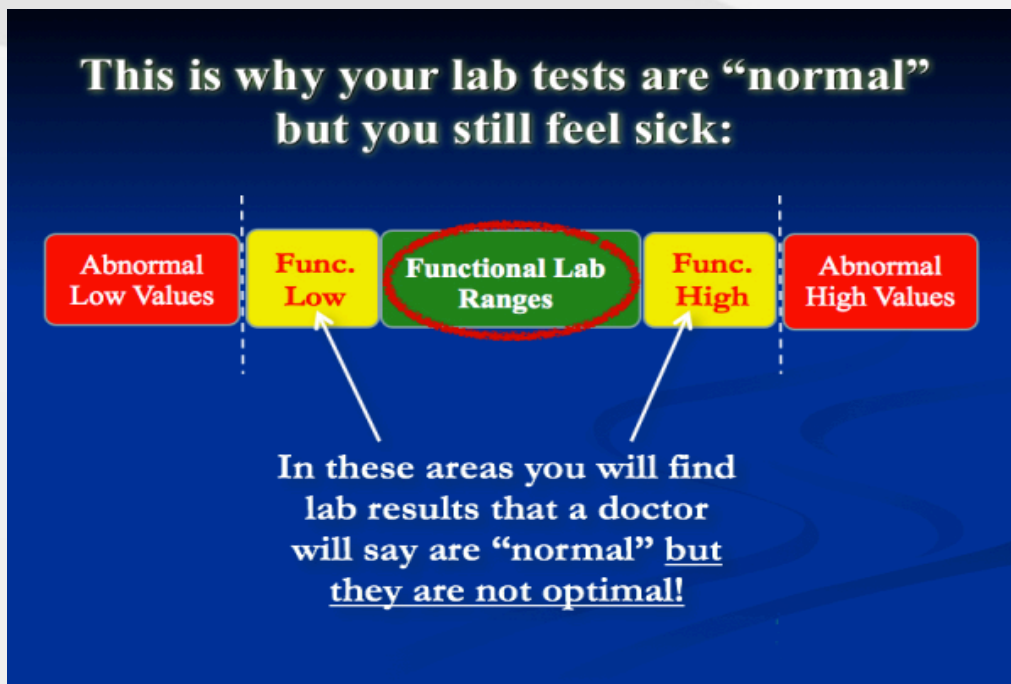 This is why your lab tests are “normal”
but you still feel sick:
Abnormal
Low Values
Func.
Low
Functional Lab
Ranges
Func.
High
Abnormal
High Values
In these areas you will find
lab results that a doctor
will say are “normal” but
they are not optimal!